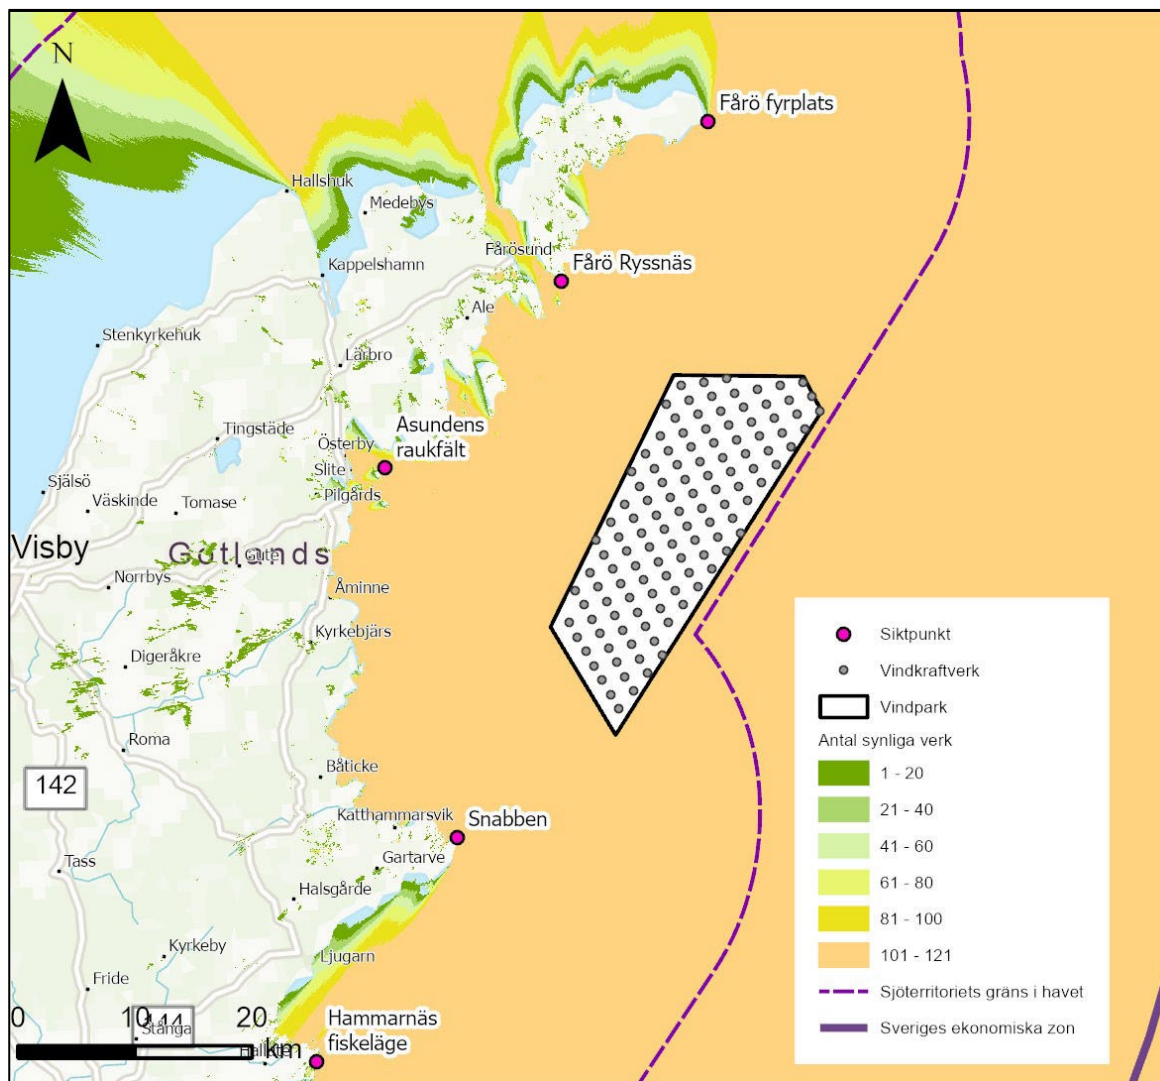 N
Fårö fyrplats
Hallshuk
Medebys
Fårösund
Fårö Ryssnäs
Kappelshamn
Ale
Stenkyrkehuk
Lärbro
Asundens
raukfält
Tingstäde
Österby
Slite
Själsö
Pilgårds
Väskinde
Tomase
Visby
Gotlands
Gute
Norrbys
Åminne
Kyrkebjärs
Digeråkre
Roma
142
Båticke
Katthammarsvik
Snabben
Gartarve
Tass
Halsgårde
Kyrkeby
Ljugarn
Fride
0 10 20
km
144
Stånga
Hammarnäs
fiskeläge
Siktpunkt
Vindkraftverk
Vindpark
Antal synliga verk
1 - 20
21 - 40
41 - 60
61 - 80
81 - 100
101 - 121
Sjöterritoriets gräns i havet
Sveriges ekonomiska zon